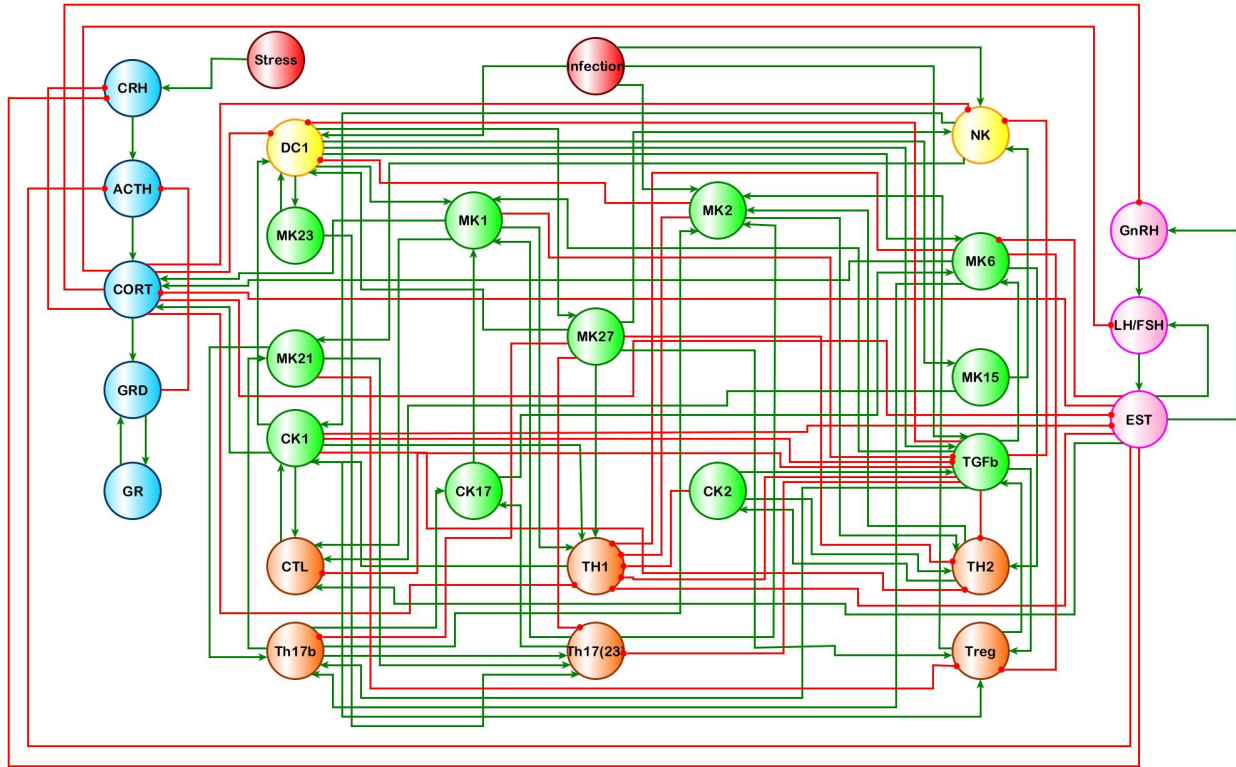 Stress
nfection
CRH
NK
DC1
ACTH
MK2
MK1
GnRH
MK23
MK6
CORT
LH/FSH
MK27
MK21
MK15
GRD
EST
CK1
TGFb
GR
CK17
CK2
CTL
TH1
TH2
Th17b
Th17(23
Treg